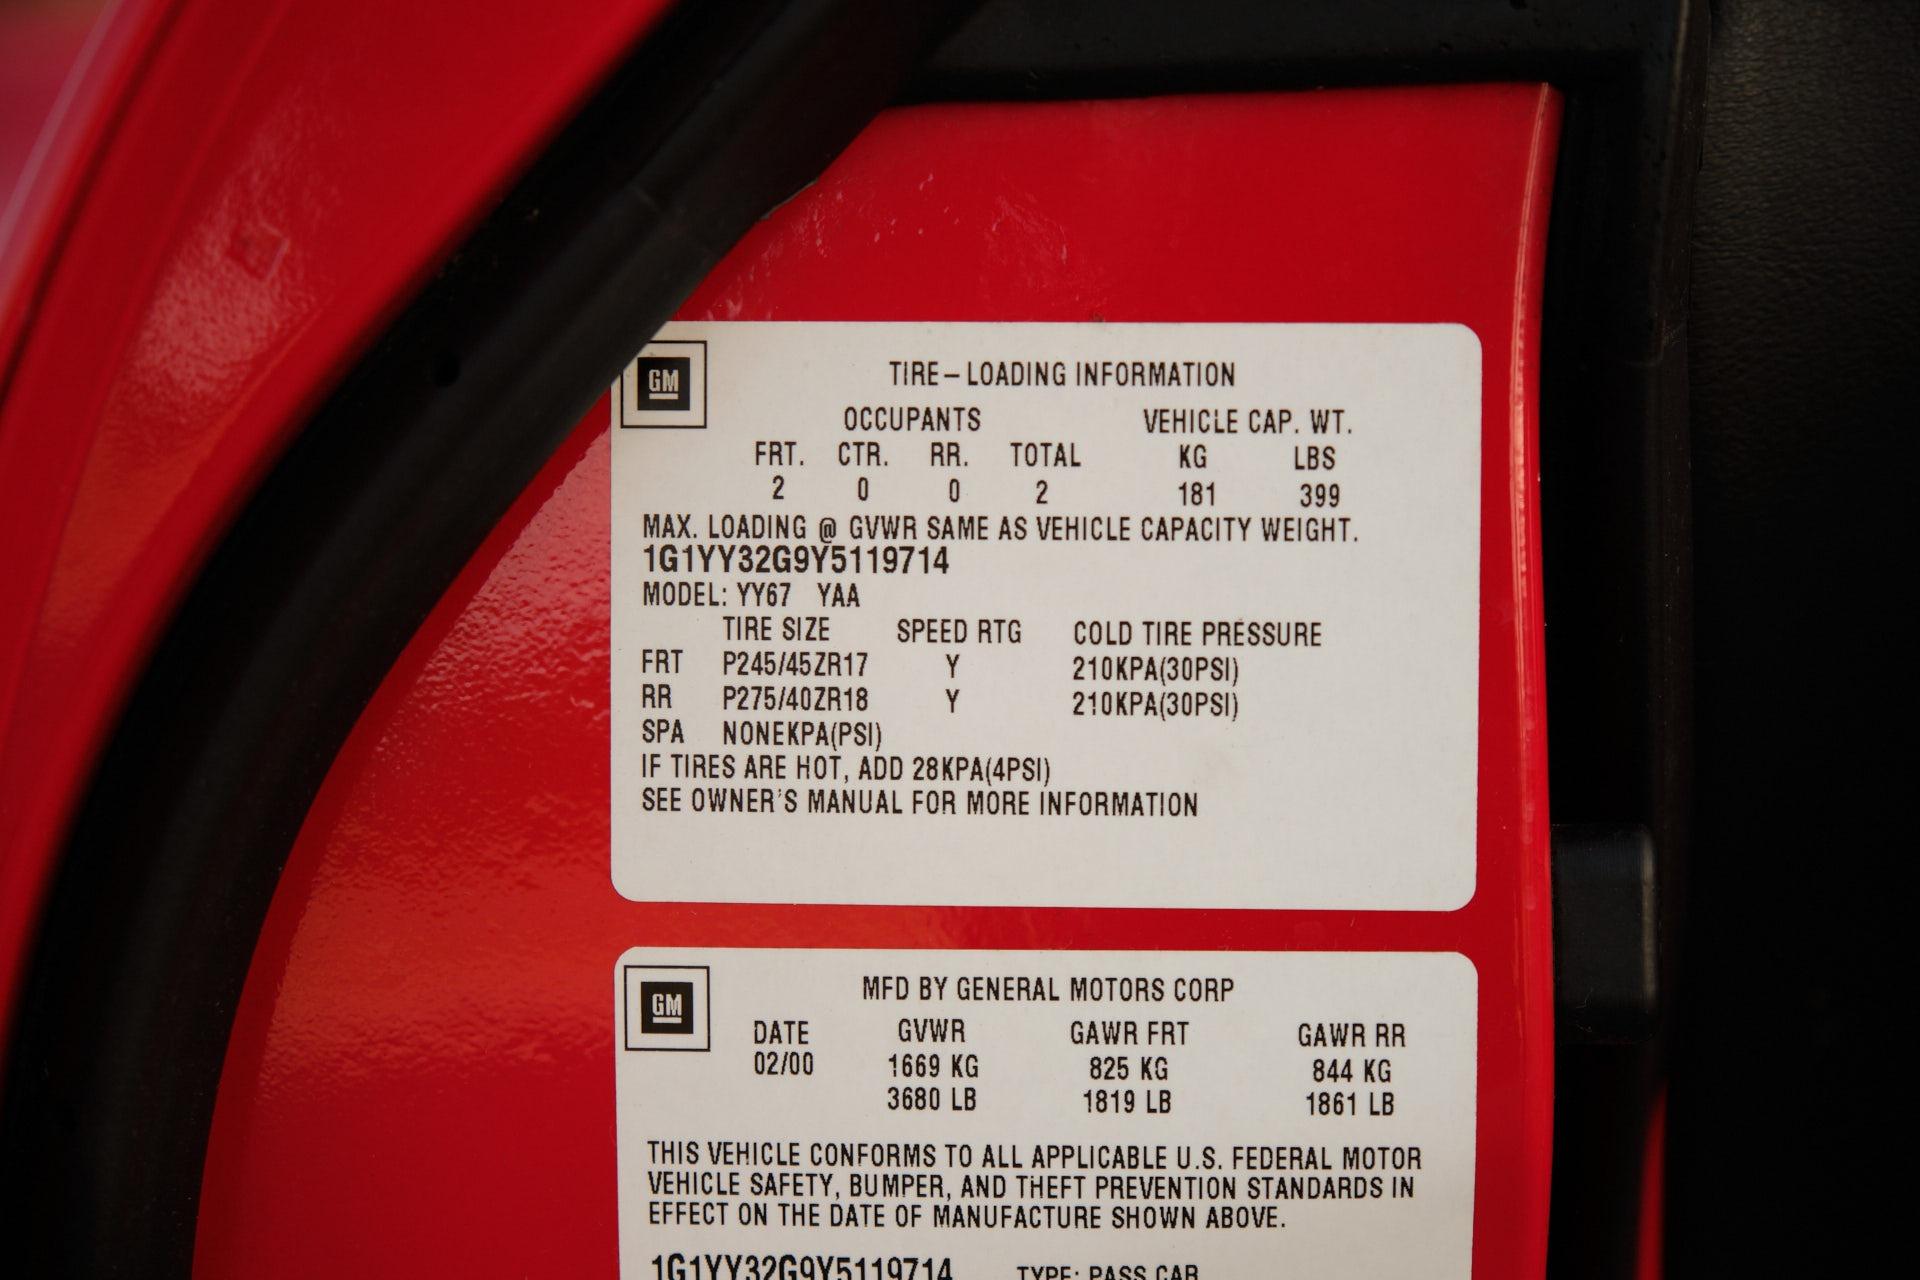 GM
TIRE-LOADING INFORMATION
OCCUPANTS VEHICLE CAP. WT.
FRT. CTR. RR. TOTAL KG LBS
2 0 0 2 181 399
MAX. LOADING @ GVWR SAME AS VEHICLE CAPACITY WEIGHT.
1G1YY32G9Y5119714
MODEL: YY67 YAA
TIRE SIZE SPEED RTG COLD TIRE PRESSURE
FRT P245/45ZR17 Y 210KPA(30PSI)
RR P275/40ZR18 Y 210KPA(30PSI)
SPA NONEKPA(PSI)
IF TIRES ARE HOT, ADD 28KPA(4PSI)
SEE OWNER'S MANUAL FOR MORE INFORMATION
GM
MFD BY GENERAL MOTORS CORP
DATE GVWR GAWR FRT GAWR RR
02/00 1669 KG 825 KG 844 KG
3680 LB 1819 LB 1861 LB
THIS VEHICLE CONFORMS TO ALL APPLICABLE U.S. FEDERAL MOTOR
VEHICLE SAFETY, BUMPER, AND THEFT PREVENTION STANDARDS IN
EFFECT ON THE DATE OF MANUFACTURE SHOWN ABOVE.
1G1YY32G9Y5119714 TYPE: PASS CAR